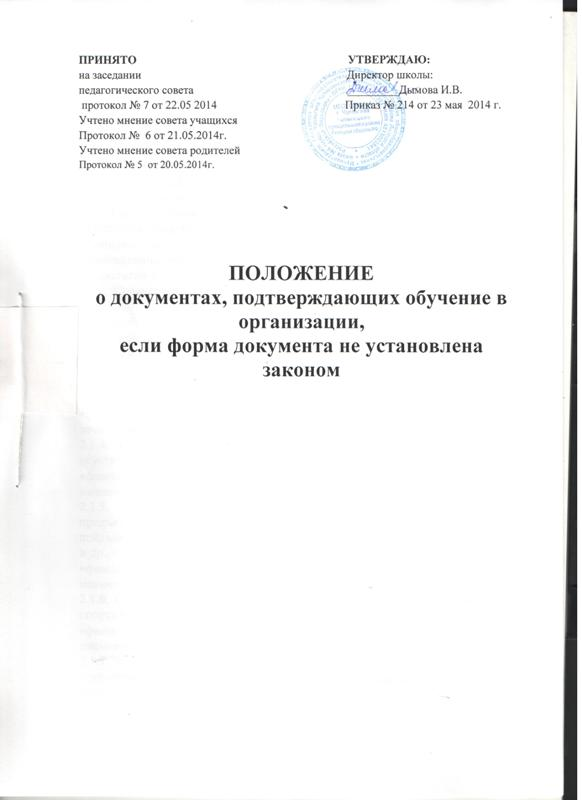 ПРИНЯТО
на заседании
педагогического совета
протокол № 7 от 22.05 2014
Учтено мнение совета учащихся
Протокол № 6 от 21.05.2014г.
Учтено мнение совета родителей
Протокол № 5 от 20.05.2014г.
УТВЕРЖДАЮ:
Директор школы:
Дымова И.В.
Приказ № 214 от 23 мая 2014 г.
ПОЛОЖЕНИЕ
о документах, подтверждающих обучение в
организации,
если форма документа не установлена
законом